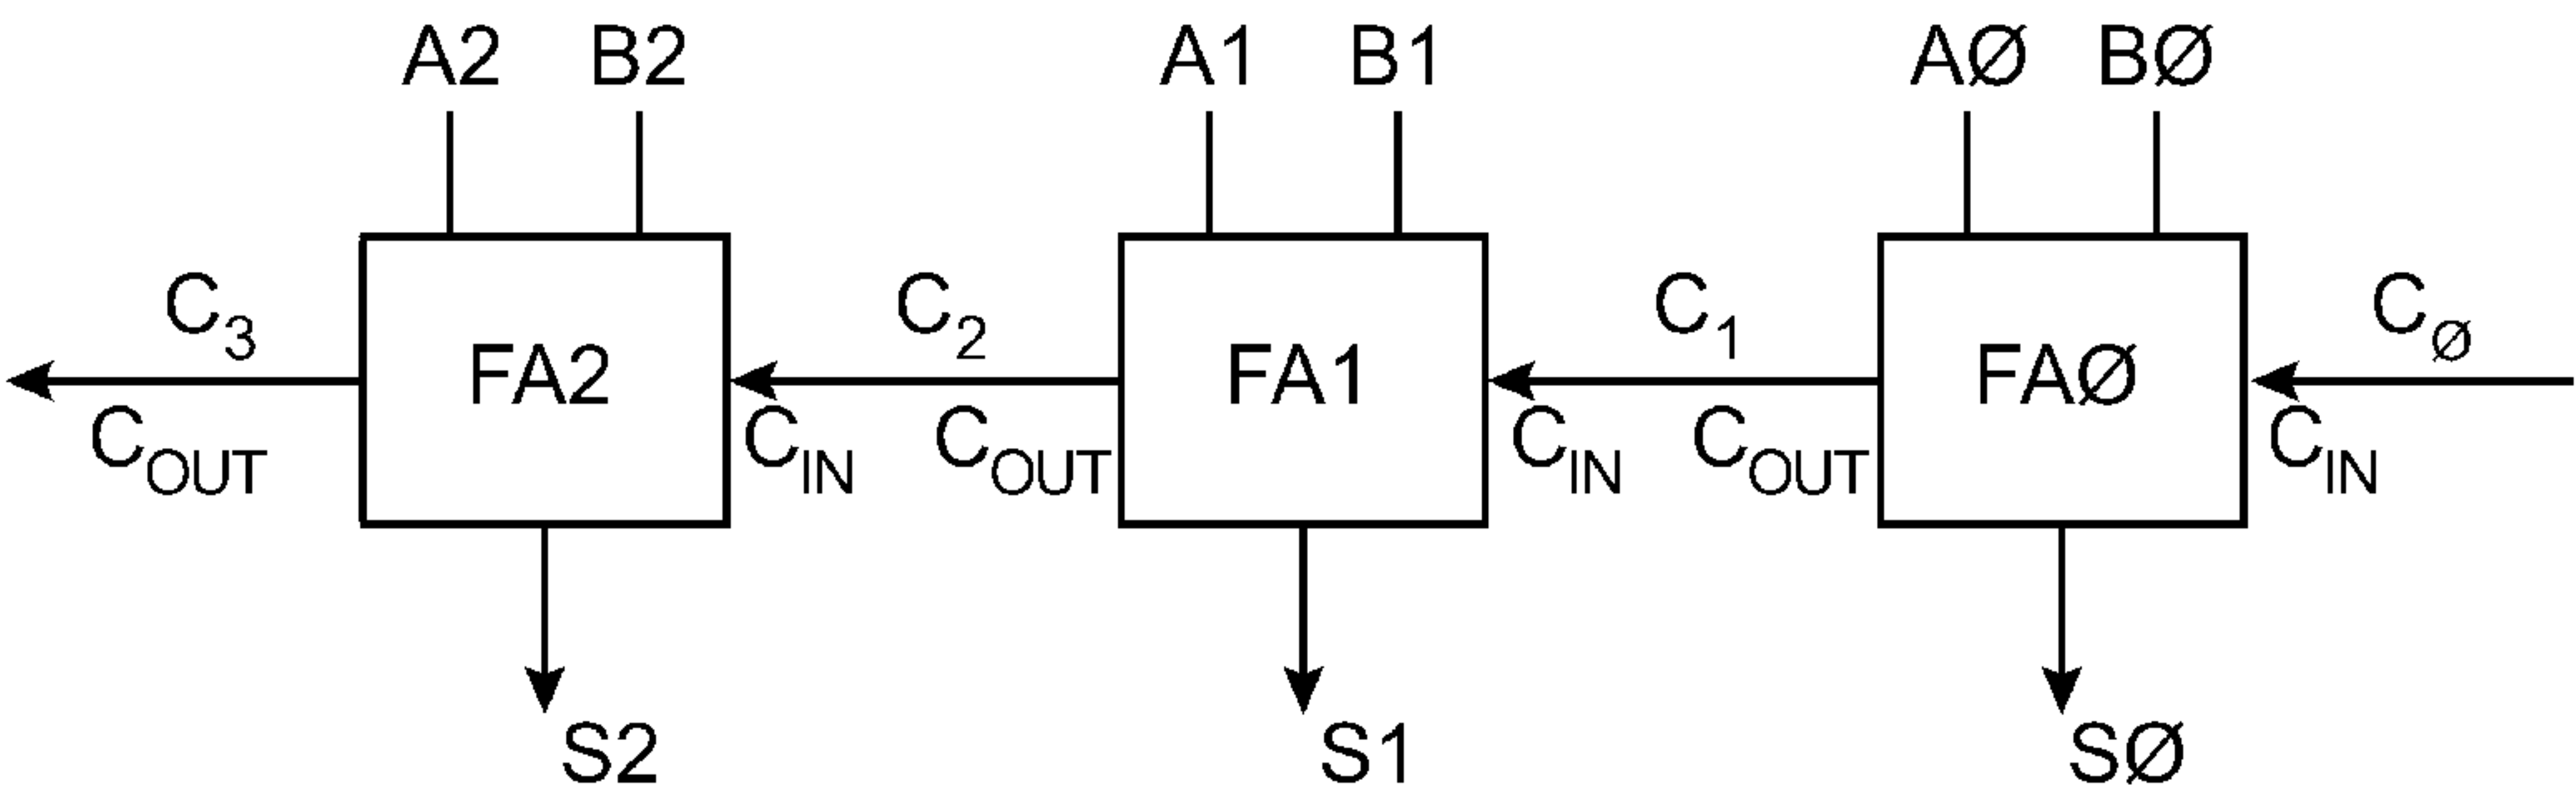 A2 B2 A1 B1 AØ BØ
C3 C2 C1 CØ
FA2 FA1 FAØ
COUT CIN COUT CIN COUT CIN
S2 S1 SØ